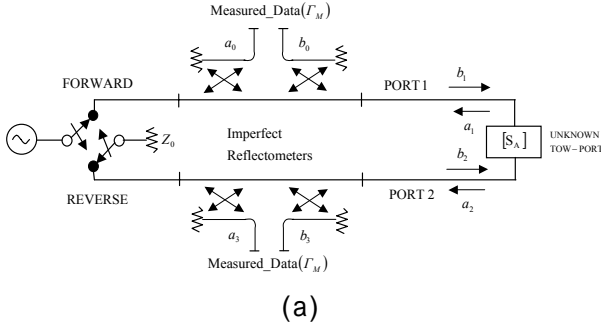 Measured_Data(Γ_M)
a_0
b_0
FORWARD
PORT 1
b_1
a_1
Z_0
Imperfect
Reflectometers
[S_A]
UNKNOWN
TOW-PORT
b_2
REVERSE
PORT 2
a_2
a_3
b_3
Measured_Data(Γ_M)
(a)